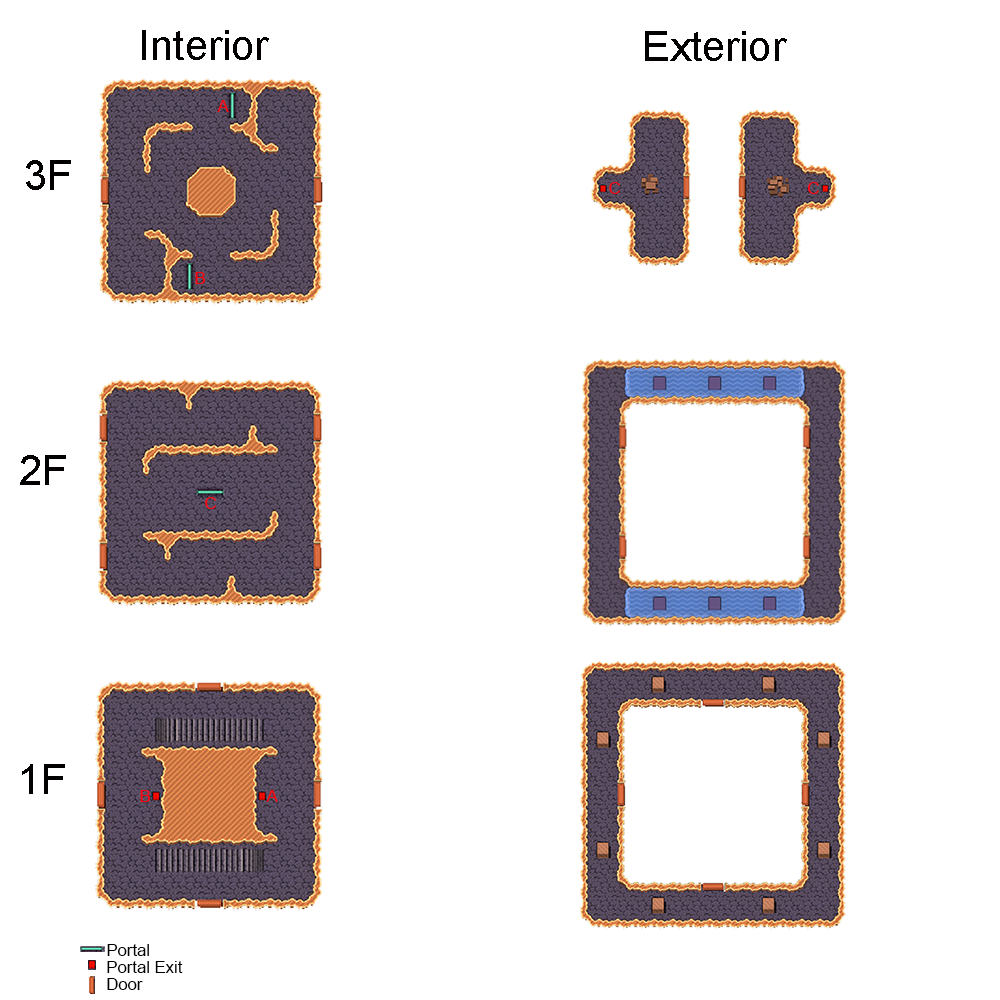 Interior
Exterior
A
3F
C
C
B
2F
C
1F
B
A
Portal
Portal Exit
Door